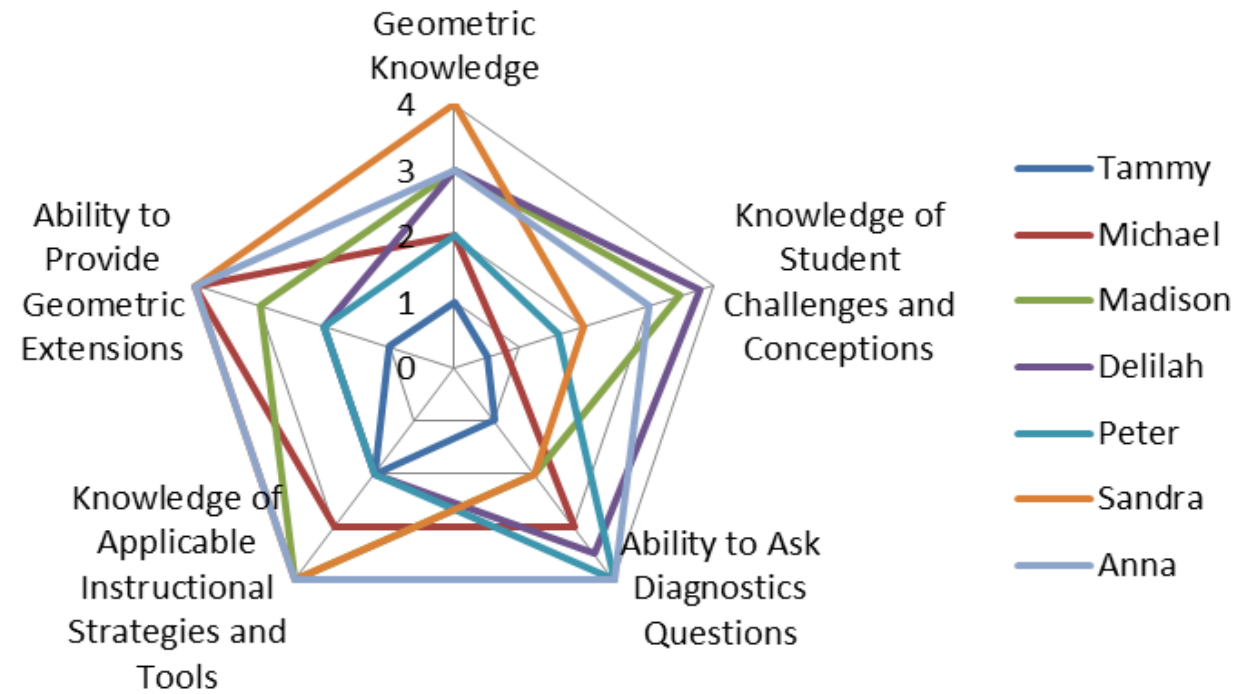 Geometric
Knowledge
4
3
2
1
0
Knowledge of
Student
Challenges and
Conceptions
Ability to Ask
Diagnostics
Questions
Knowledge of
Applicable
Instructional
Strategies and
Tools
Ability to
Provide
Geometric
Extensions
Tammy
Michael
Madison
Delilah
Peter
Sandra
Anna